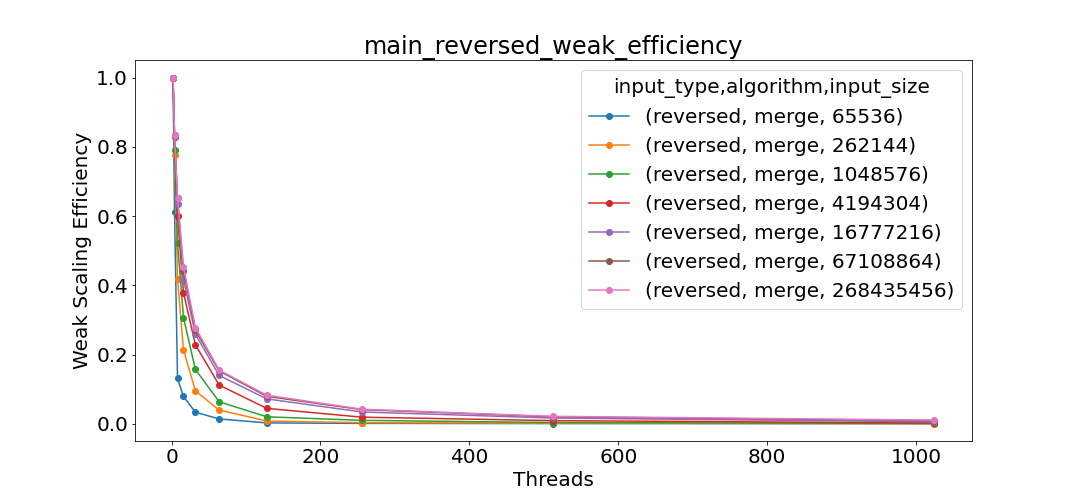 main_reversed_weak_efficiency
input_type,algorithm,input_size
(reversed, merge, 65536)
(reversed, merge, 262144)
(reversed, merge, 1048576)
(reversed, merge, 4194304)
(reversed, merge, 16777216)
(reversed, merge, 67108864)
(reversed, merge, 268435456)
Weak Scaling Efficiency
1.0
0.8
0.6
0.4
0.2
0.0
0 200 400 600 800 1000
Threads